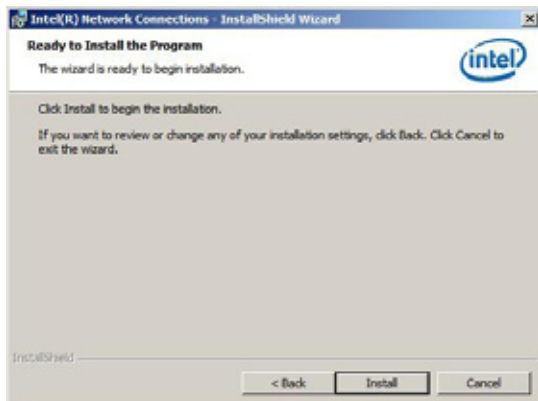 Intel(R) Network Connections - InstallShield Wizard
Ready to Install the Program
The wizard is ready to begin installation.
intel
Click Install to begin the installation.
If you want to review or change any of your installation settings, click Back. Click Cancel to
exit the wizard.
InstallShield
< Back Install Cancel